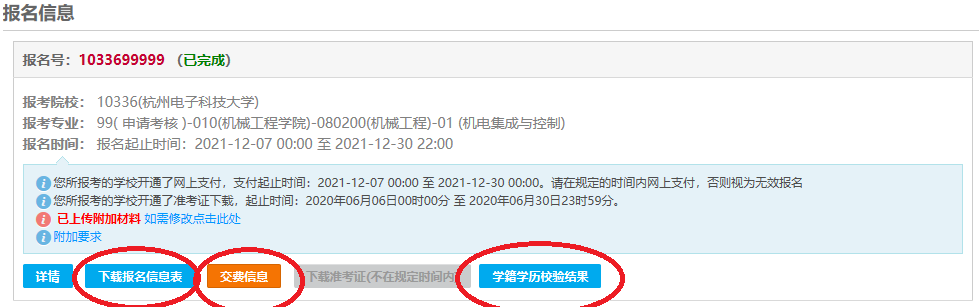 报名信息
报名号：1033699999 （已完成）
报考院校： 10336(杭州电子科技大学)
报考专业： 99( 申请考核 )-010(机械工程学院)-080200(机械工程)-01 (机电集成与控制)
报名时间： 报名起止时间：2021-12-07 00:00 至 2021-12-30 22:00
您所报考的学校开通了网上支付，支付起止时间：2021-12-07 00:00 至 2021-12-30 00:00。请在规定的时间内网上支付，否则视为无效报名
您所报考的学校开通了准考证下载，起止时间：2020年06月06日00时00分 至 2020年06月30日23时59分。
已上传附加材料 如需修改点击此处
附加要求
详情 下载报名信息表 交费信息 下载准考证(不在规定时间内 学籍学历校验结果